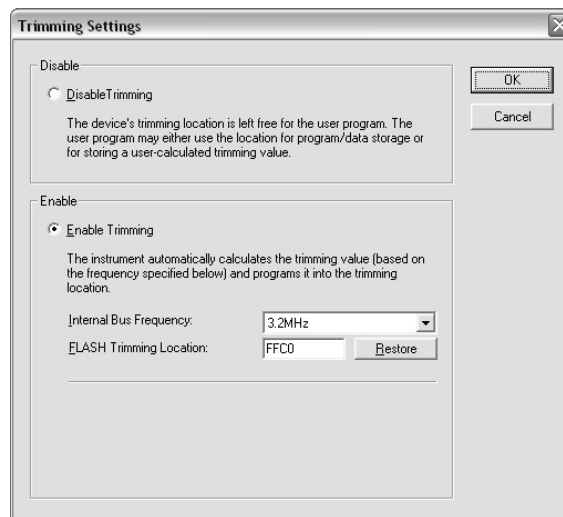 Trimming Settings
Disable
DisableTrimming
The device's trimming location is left free for the user program. The
user program may either use the location for program/data storage or
for storing a user-calculated trimming value.
OK
Cancel
Enable
Enable Trimming
The instrument automatically calculates the trimming value (based on
the frequency specified below) and programs it into the trimming
location.
Internal Bus Frequency: 3.2MHz
FLASH Trimming Location: FFC0 Restore